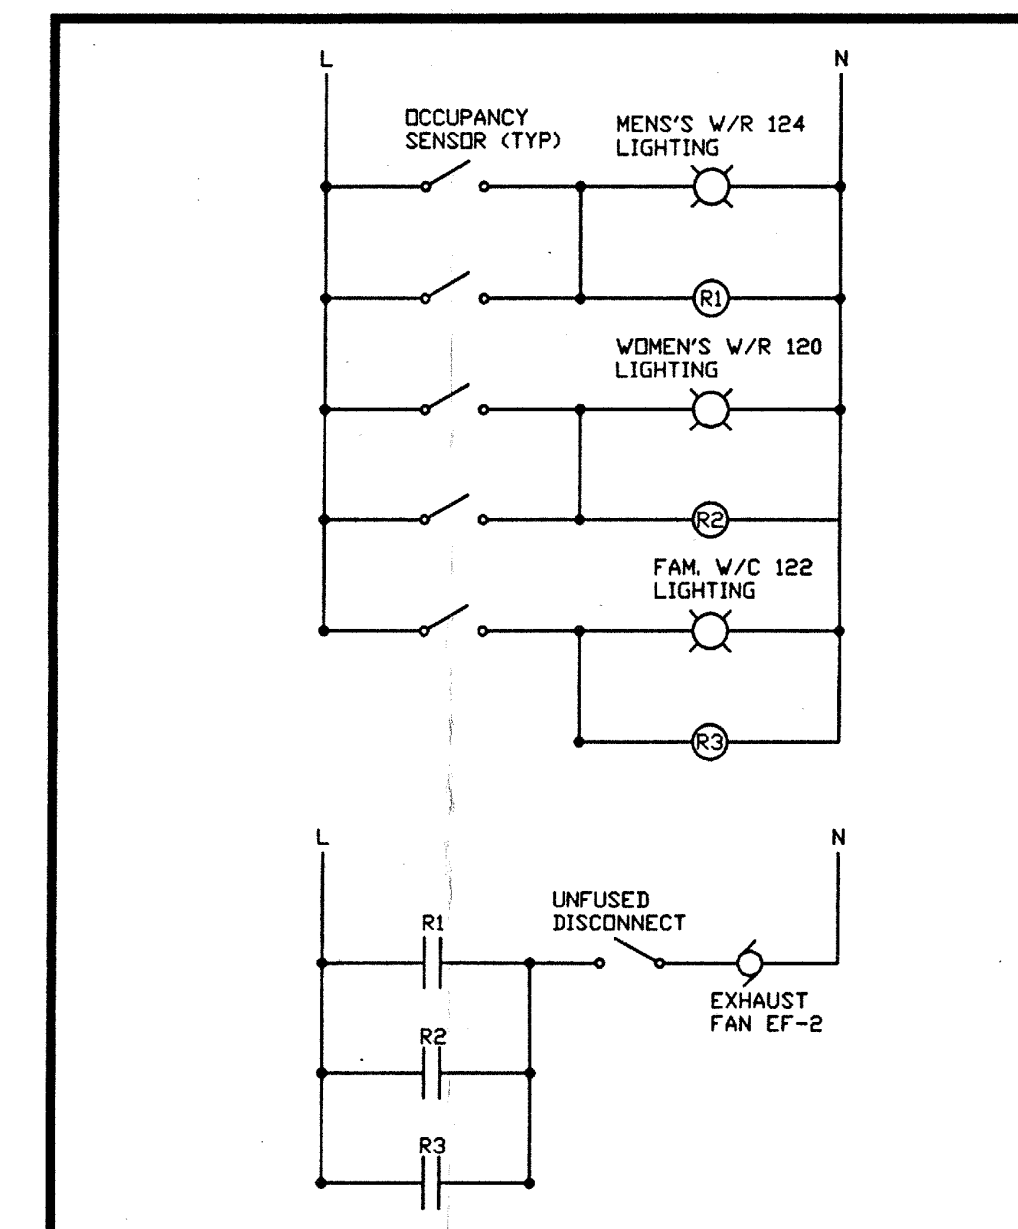 L
N
OCCUPANCY
SENSOR (TYP)
MENS'S W/R 124
LIGHTING
R1
WOMEN'S W/R 120
LIGHTING
R2
FAM. W/C 122
LIGHTING
R3
L
N
UNFUSED
DISCONNECT
R1
EXHAUST
FAN EF-2
R2
R3